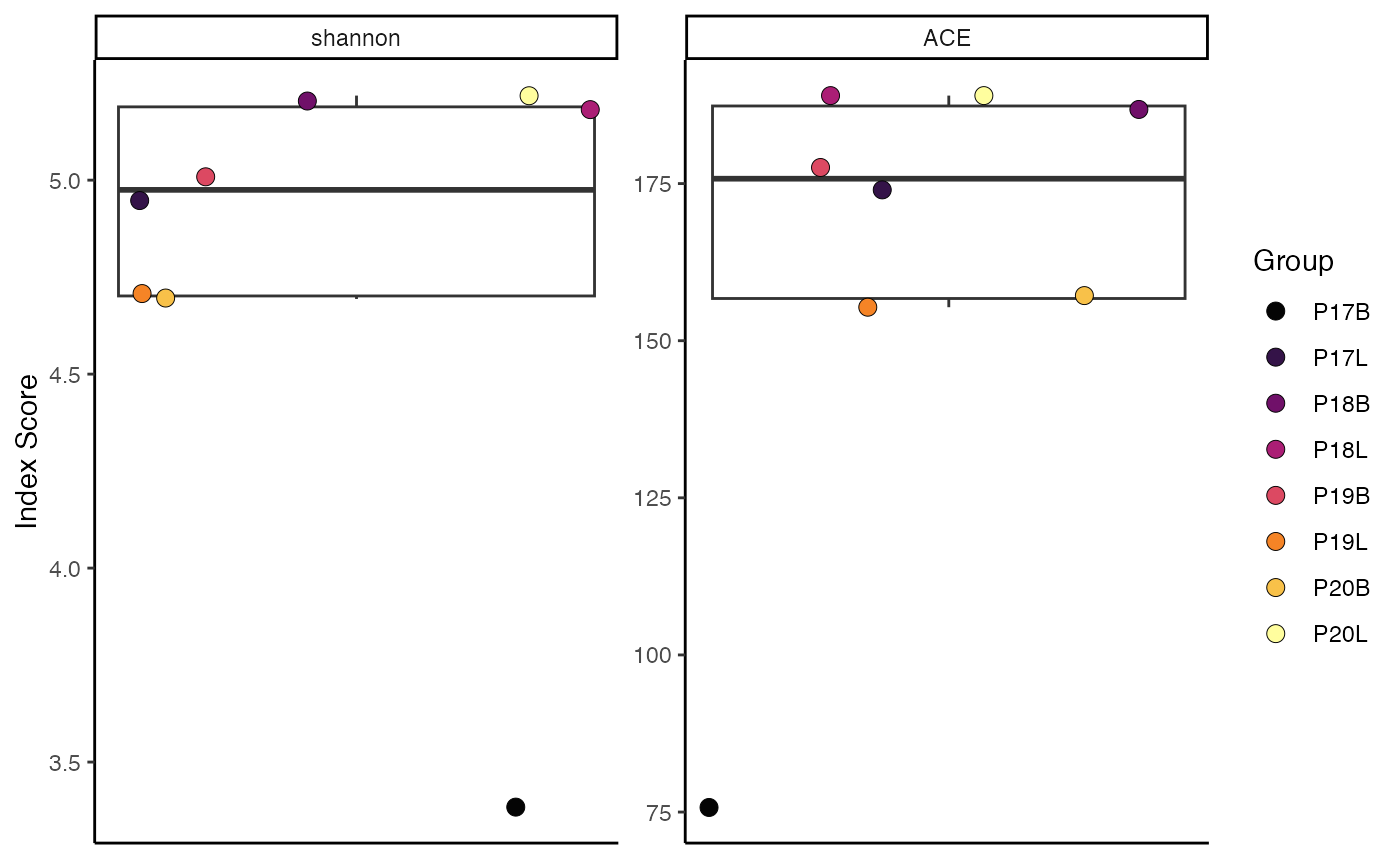 shannon
ACE
Index Score
5.0
4.5
4.0
3.5
175
150
125
100
75
Group
P17B
P17L
P18B
P18L
P19B
P19L
P20B
P20L